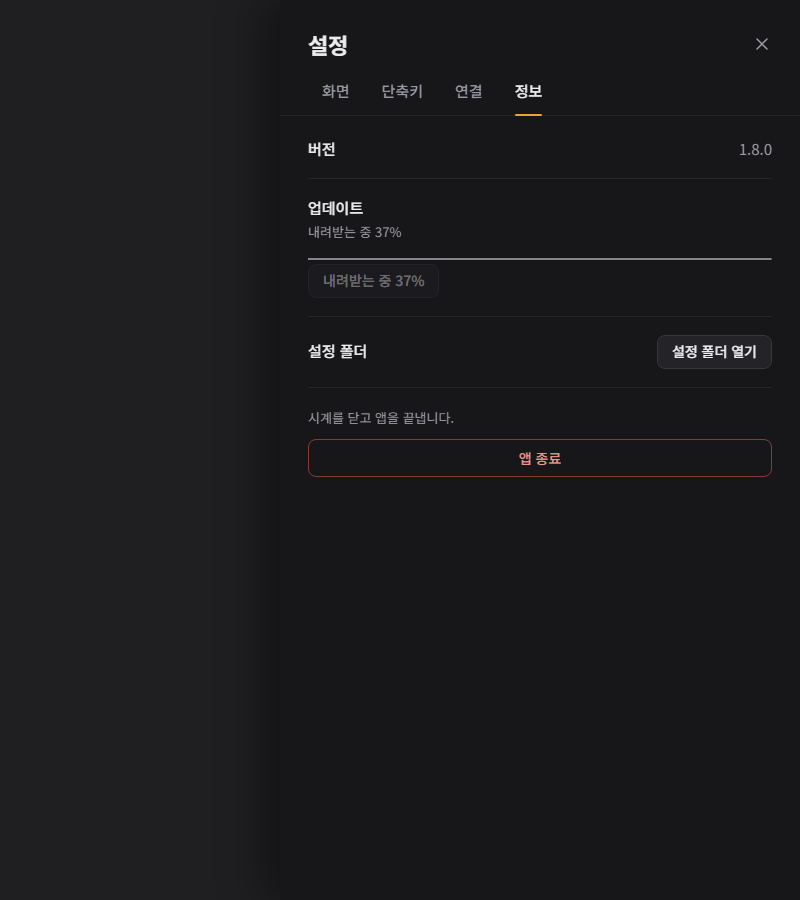 설정
화면 단축키 연결 정보
버전 1.8.0
업데이트
내려받는 중 37%
내려받는 중 37%
설정 폴더 설정 폴더 열기
시계를 닫고 앱을 끝냅니다.
앱 종료